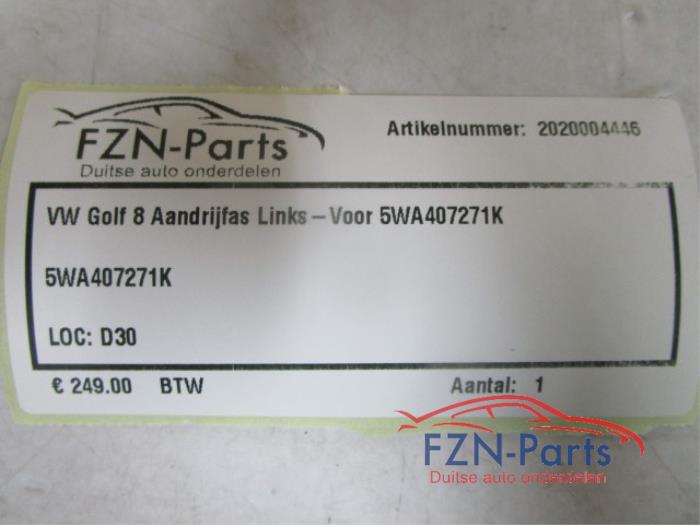 FZN-Parts
Duitse auto onderdelen
Artikelnummer: 2020004446
VW Golf 8 Aandrijfas Links – Voor 5WA407271K
5WA407271K
LOC: D30
€ 249.00 BTW
Aantal: 1
FZN-Parts
Duitse auto onderdelen